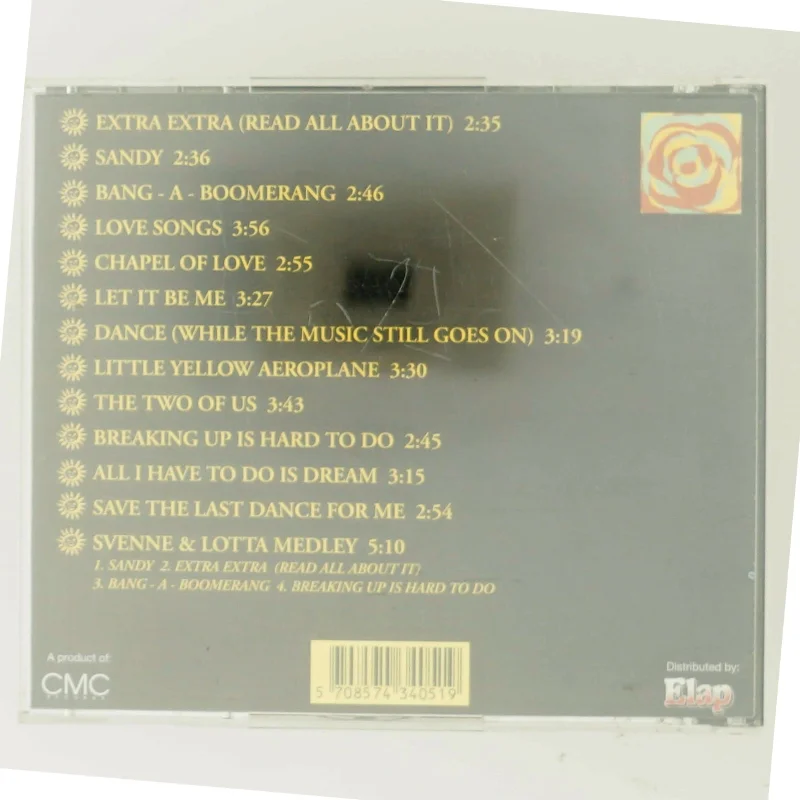 EXTRA EXTRA (READ ALL ABOUT IT) 2:35
SANDY 2:36
BANG - A - BOOMERANG 2:46
LOVE SONGS 3:56
CHAPEL OF LOVE 2:55
LET IT BE ME 3:27
DANCE (WHILE THE MUSIC STILL GOES ON) 3:19
LITTLE YELLOW AEROPLANE 3:30
THE TWO OF US 3:43
BREAKING UP IS HARD TO DO 2:45
ALL I HAVE TO DO IS DREAM 3:15
SAVE THE LAST DANCE FOR ME 2:54
SVENNE & LOTTA MEDLEY 5:10
1. SANDY 2. EXTRA EXTRA (READ ALL ABOUT IT)
3. BANG - A - BOOMERANG 4. BREAKING UP IS HARD TO DO
A product of:
CMC
RECORDS
5 708574 340519
Distributed by:
Elap